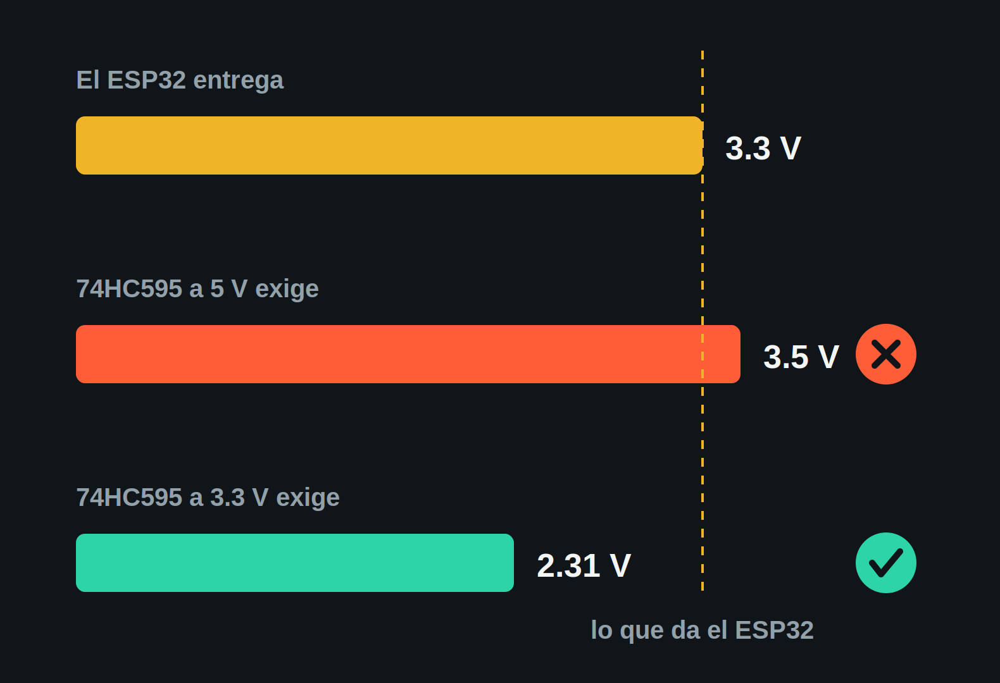 El ESP32 entrega
3.3 V
74HC595 a 5 V exige
3.5 V
74HC595 a 3.3 V exige
2.31 V
lo que da el ESP32